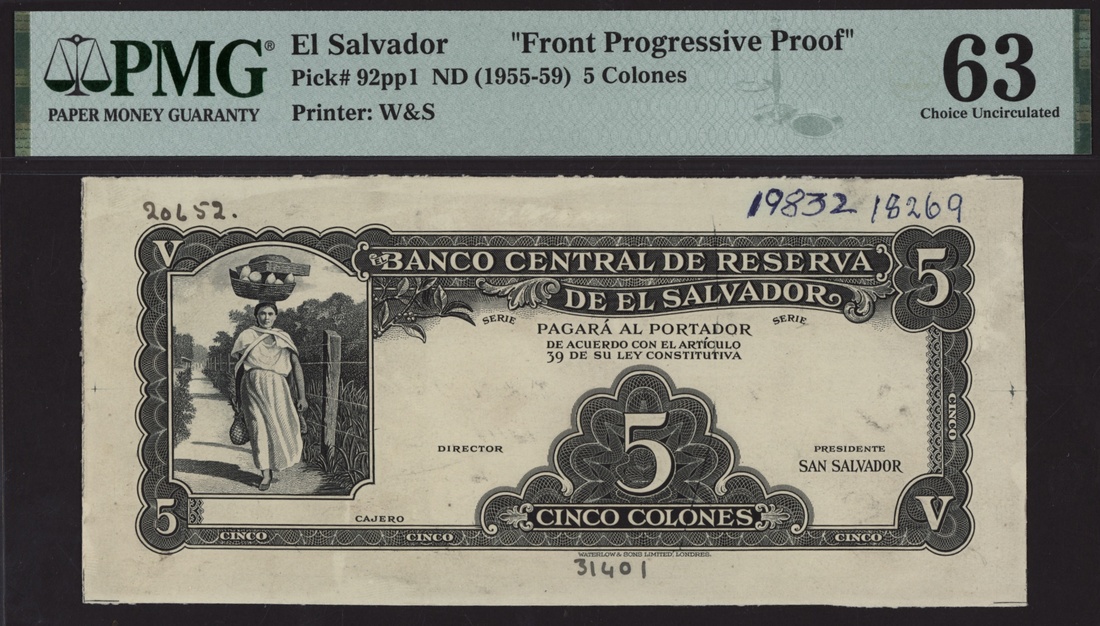 PMG®
PAPER MONEY GUARANTY
El Salvador "Front Progressive Proof"
Pick# 92pp1 ND (1955-59) 5 Colones
Printer: W&S
63
Choice Uncirculated
20652.
19832 18269
V
EL BANCO CENTRAL DE RESERVA
DE EL SALVADOR
5
SERIE
SERIE
PAGARÁ AL PORTADOR
DE ACUERDO CON EL ARTÍCULO
39 DE SU LEY CONSTITUTIVA
5
CINCO
DIRECTOR
PRESIDENTE
SAN SALVADOR
5
CAJERO
CINCO COLONES
V
CINCO
CINCO
CINCO
WATERLOW & SONS LIMITED, LONDRES.
31401